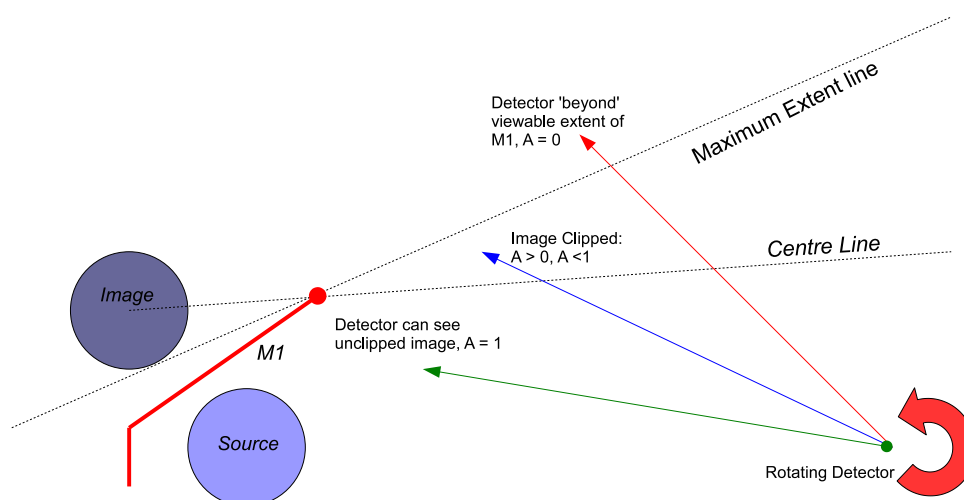 Detector 'beyond'
viewable extent of
M1, A = 0
Maximum Extent line
Image Clipped:
A > 0, A <1
Centre Line
Image
Detector can see
unclipped image, A = 1
M1
Source
Rotating Detector